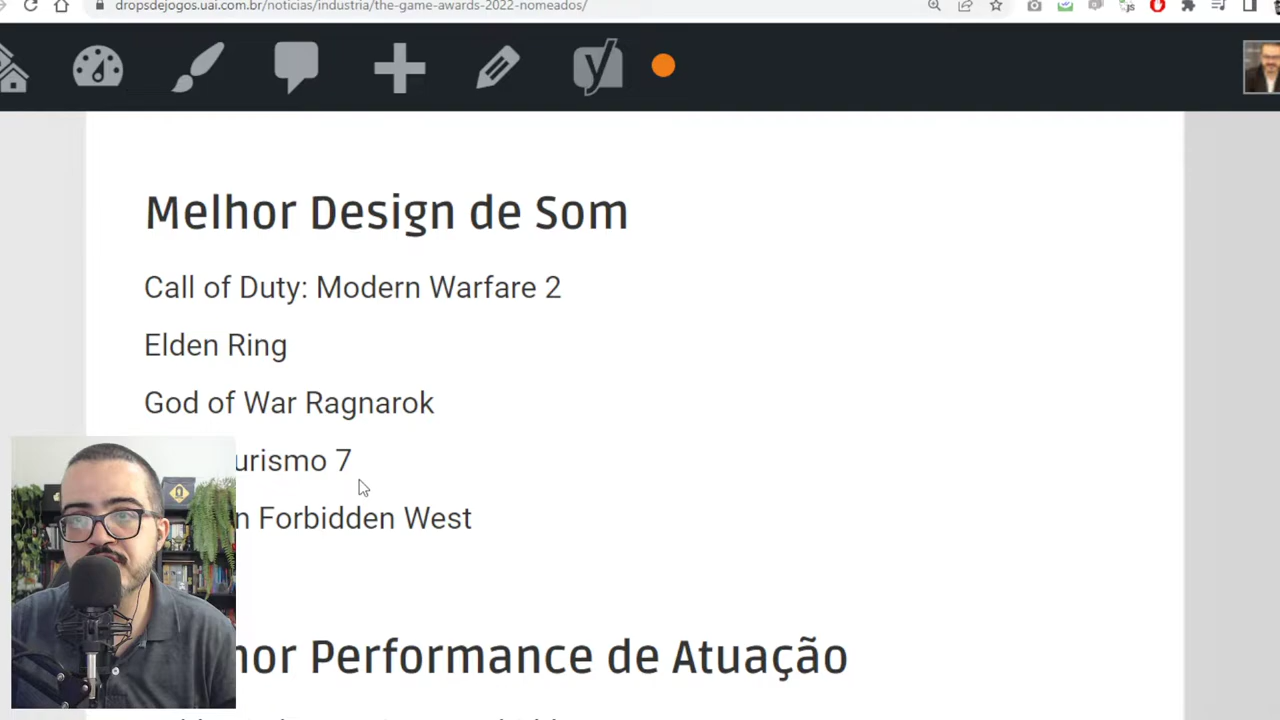 dropsdejogos.uai.com.br/noticias/industria/the-game-awards-2022-nomeados/
Melhor Design de Som
Call of Duty: Modern Warfare 2
Elden Ring
God of War Ragnarok
urismo 7
n Forbidden West
hor Performance de Atuação